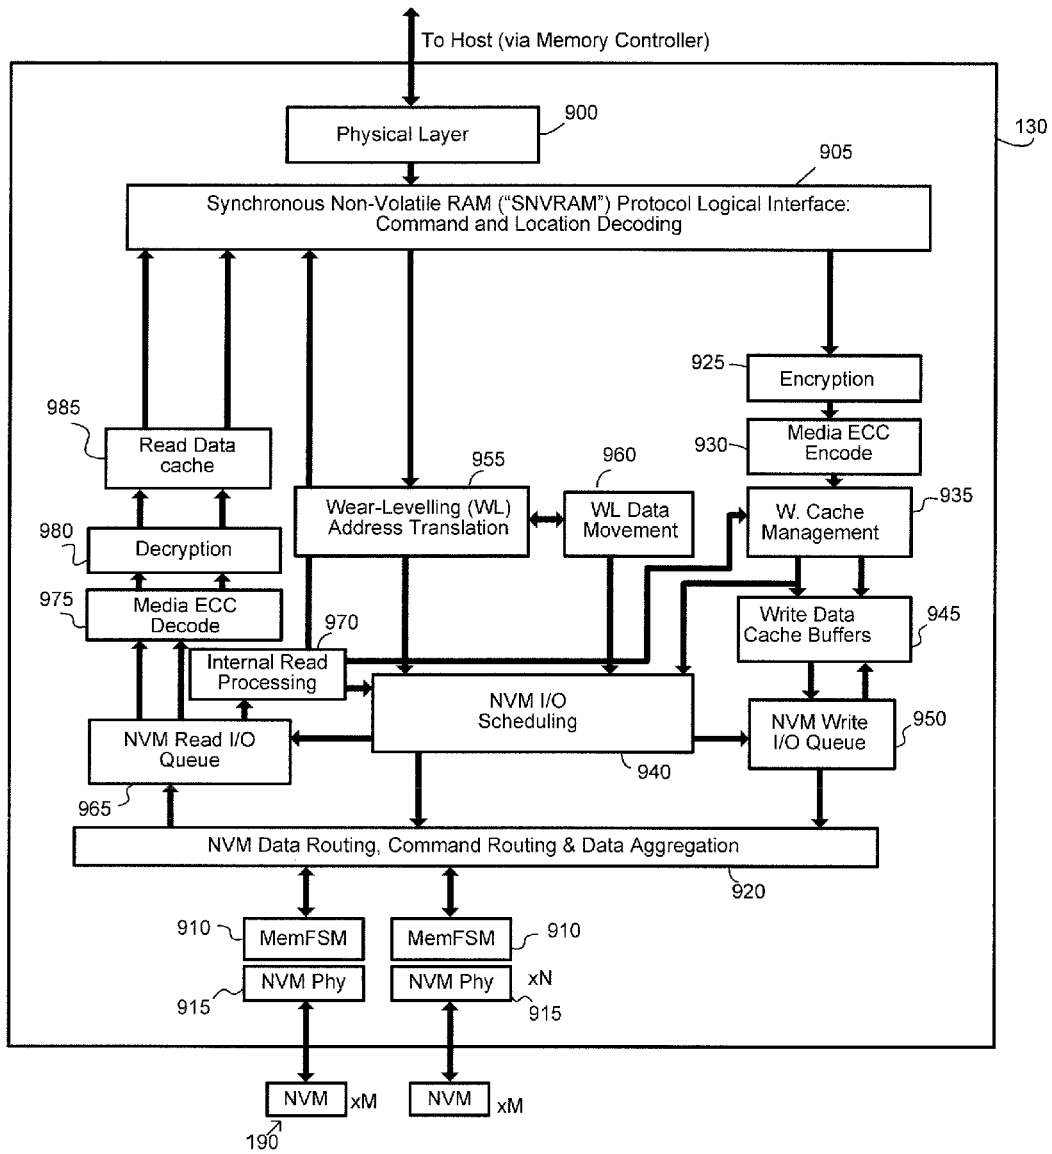 To Host (via Memory Controller)
900
Physical Layer
130
905
Synchronous Non-Volatile RAM ("SNVRAM") Protocol Logical Interface:
Command and Location Decoding
925
Encryption
985
Read Data
cache
930
Media ECC
Encode
955
960
Wear-Levelling (WL)
Address Translation
WL Data
Movement
935
W. Cache
Management
980
Decryption
975
Media ECC
Decode
970
Internal Read
Processing
Write Data
Cache Buffers
945
NVM I/O
Scheduling
940
NVM Read I/O
Queue
965
NVM Write
I/O Queue
950
NVM Data Routing, Command Routing & Data Aggregation
920
910
MemFSM
MemFSM
910
NVM Phy
915
NVM Phy
xN
915
NVM
xM
NVM
xM
190